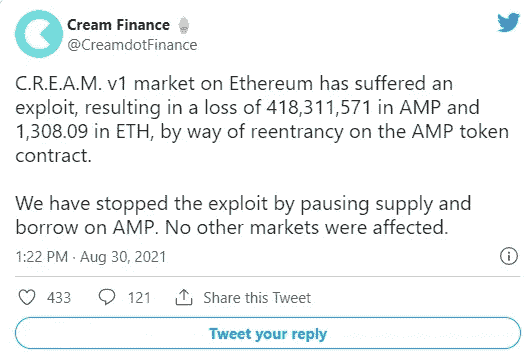 Cream Finance 🍦
@CreamdotFinance
C.R.E.A.M. v1 market on Ethereum has suffered an
exploit, resulting in a loss of 418,311,571 in AMP and
1,308.09 in ETH, by way of reentrancy on the AMP token
contract.
We have stopped the exploit by pausing supply and
borrow on AMP. No other markets were affected.
1:22 PM · Aug 30, 2021
433 121 Share this Tweet
Tweet your reply